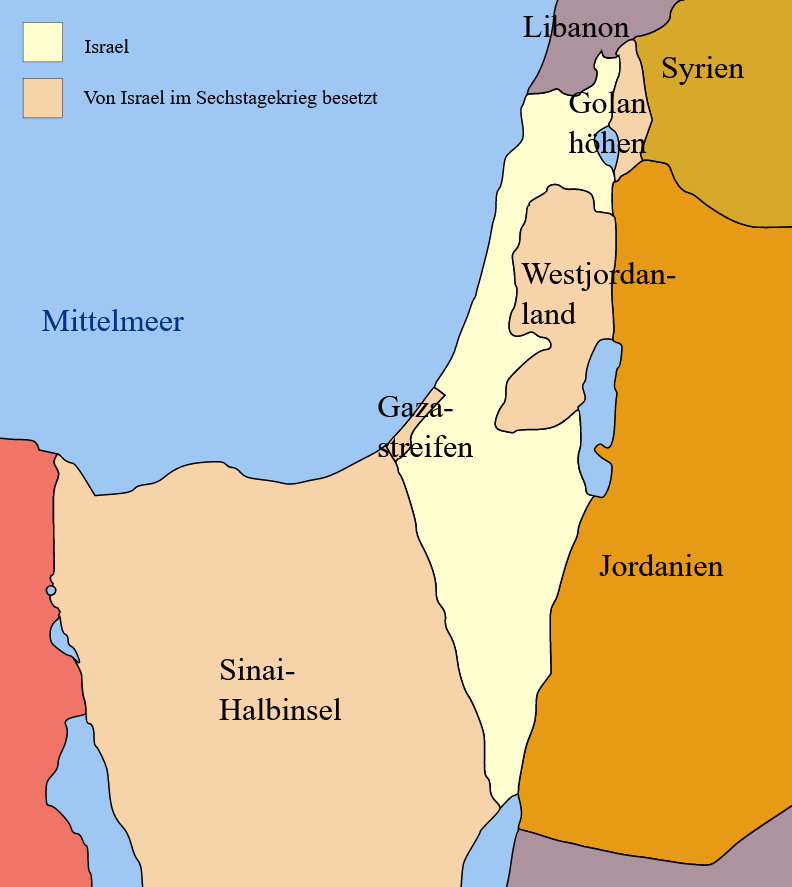 Israel
Von Israel im Sechstagekrieg besetzt
Libanon
Syrien
Golan
höhen
Westjordan-
land
Mittelmeer
Gaza-
streifen
Jordanien
Sinai-
Halbinsel